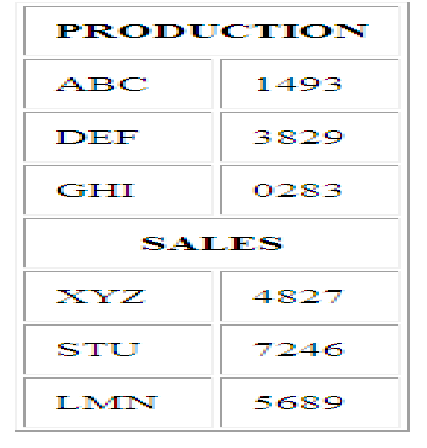 PRODUCTION
ABC 1493
DEF 3829
GHI 0283
SALES
XYZ 4827
STU 7246
LMN 5689